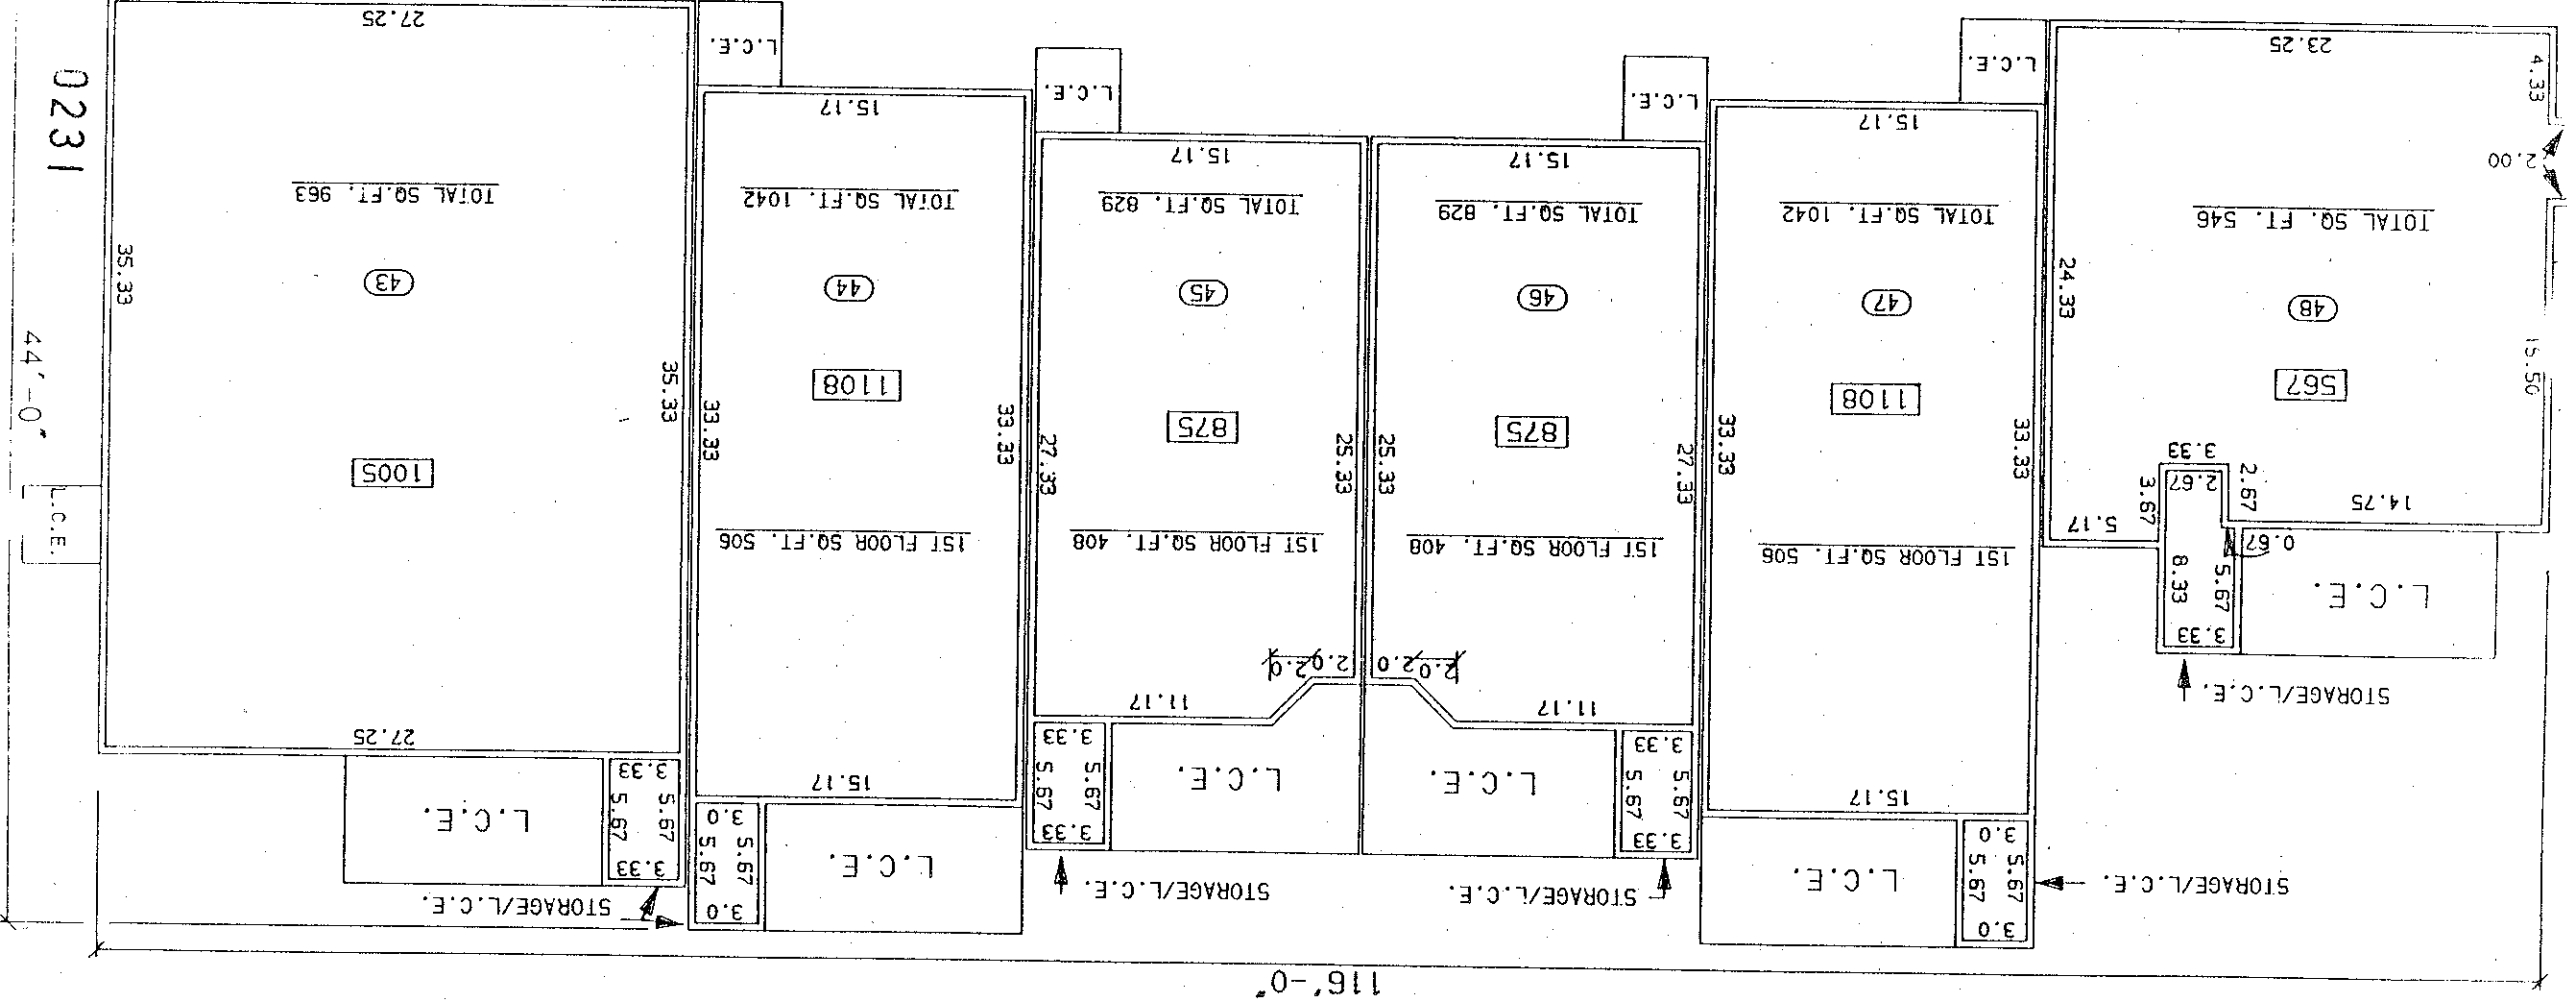 116'-0"
STORAGE/L.C.E.
3.33
5.67
8.33
0.67
L.C.E.
5.17
3.67
2.67
3.33
2.67
14.75
567
48
TOTAL SQ. FT. 546
24.33
15.50
2.00
4.33
23.25
STORAGE/L.C.E.
3.0
5.67
5.67
3.0
L.C.E.
15.17
1ST FLOOR SQ.FT. 506
33.33
33.33
1108
47
TOTAL SQ.FT. 1042
15.17
L.C.E.
STORAGE/L.C.E.
3.33
5.67
5.67
3.33
L.C.E.
11.17
2.0
2.0
1ST FLOOR SQ.FT. 408
27.33
25.33
875
46
TOTAL SQ.FT. 829
15.17
L.C.E.
STORAGE/L.C.E.
3.33
5.67
5.67
3.33
L.C.E.
11.17
2.0
2.0
1ST FLOOR SQ.FT. 408
25.33
27.33
875
45
TOTAL SQ.FT. 829
15.17
L.C.E.
3.0
5.67
5.67
3.0
L.C.E.
15.17
1ST FLOOR SQ.FT. 506
33.33
33.33
1108
44
TOTAL SQ.FT. 1042
15.17
L.C.E.
STORAGE/L.C.E.
3.33
5.67
5.67
3.33
L.C.E.
27.25
1005
35.33
35.33
43
TOTAL SQ.FT. 963
27.25
L.C.E.
44'-0"
0231